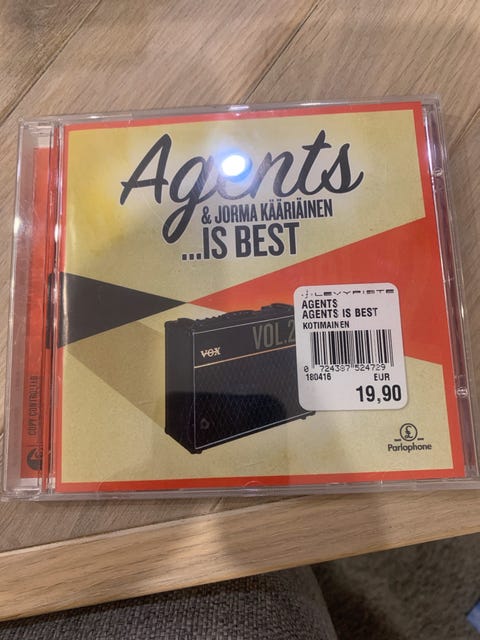 Agents
& JORMA KÄÄRIÄINEN
...IS BEST
VOX
VOL.2
LEVYPISTE
AGENTS
AGENTS IS BEST
KOTIMAINEN
0 724387 524729
180416 EUR
19,90
£
Parlophone
COPY CONTROLLED